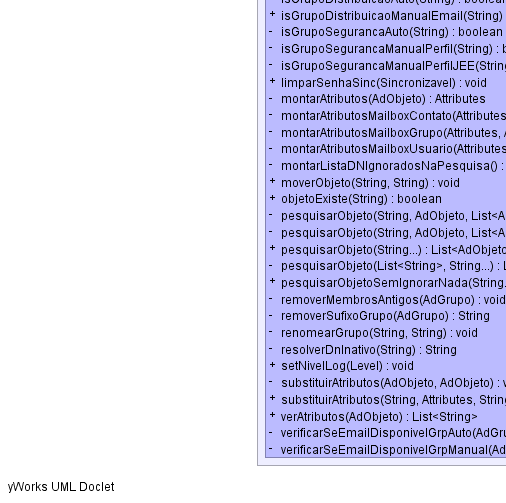 + isGrupoDistribuicaoManualEmail(String)
- isGrupoSegurancaAuto(String) : boolean
- isGrupoSegurancaManualPerfil(String) :
- isGrupoSegurancaManualPerfilJEE(String
+ limparSenhaSinc(Sincronizavel) : void
- montarAtributos(AdObjeto) : Attributes
- montarAtributosMailboxContato(Attributes
- montarAtributosMailboxGrupo(Attributes,
- montarAtributosMailboxUsuario(Attributes
- montarListaDNIgnoradosNaPesquisa() :
+ moverObjeto(String, String) : void
+ objetoExiste(String) : boolean
- pesquisarObjeto(String, AdObjeto, List<A
- pesquisarObjeto(String, AdObjeto, List<A
+ pesquisarObjeto(String...) : List<AdObjeto
- pesquisarObjeto(List<String>, String...) : L
+ pesquisarObjetoSemIgnorarNada(String.
- removerMembrosAntigos(AdGrupo) : void
- removerSufixoGrupo(AdGrupo) : String
- renomearGrupo(String, String) : void
- resolverDnInativo(String) : String
+ setNivelLog(Level) : void
- substituirAtributos(AdObjeto, AdObjeto) : v
+ substituirAtributos(String, Attributes, String
+ verAtributos(AdObjeto) : List<String>
- verificarSeEmailDisponivelGrpAuto(AdGru
- verificarSeEmailDisponivelGrpManual(Ad
yWorks UML Doclet